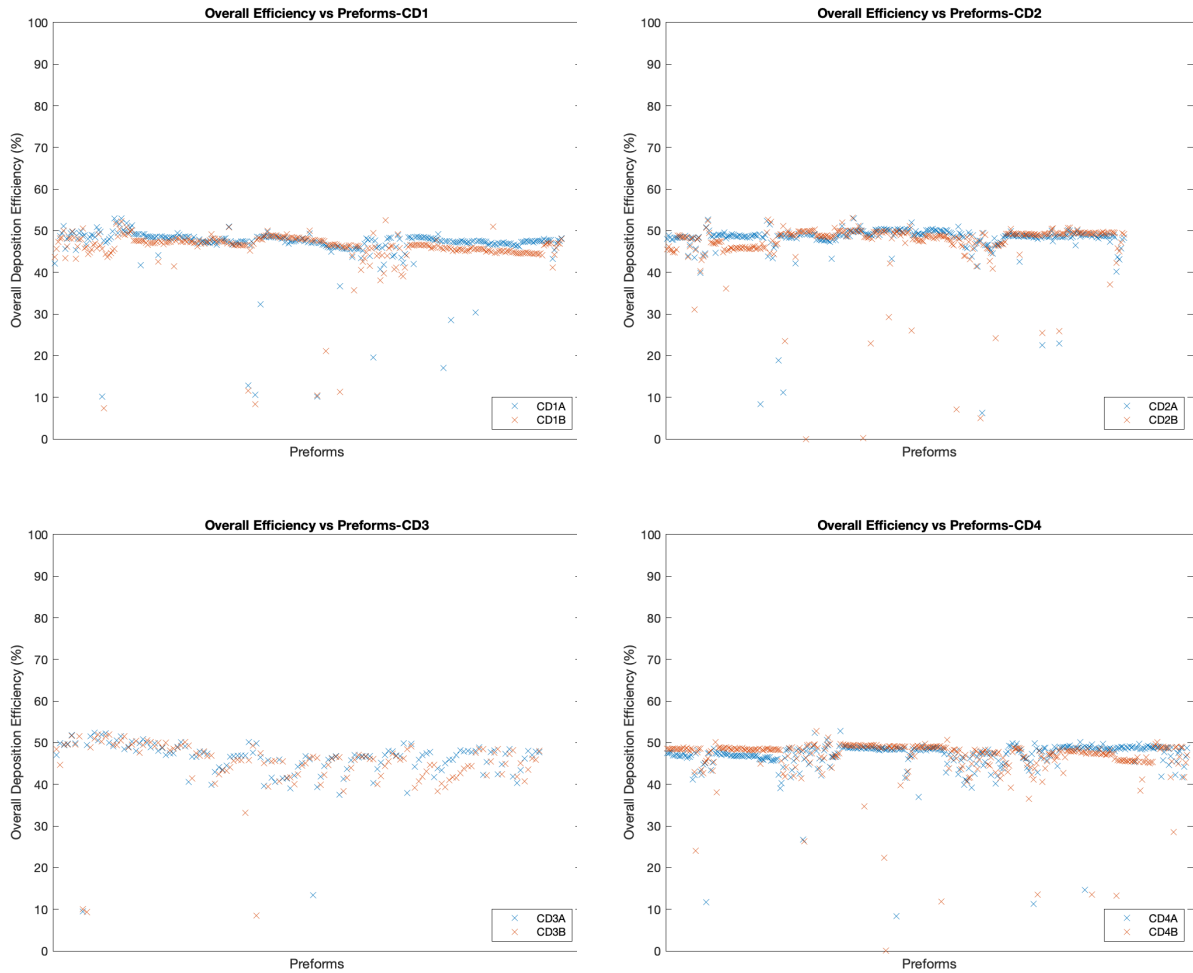 Overall Efficiency vs Preforms-CD1
Overall Deposition Efficiency (%)
100
90
80
70
60
50
40
30
20
10
0
Preforms
CD1A
CD1B
Overall Efficiency vs Preforms-CD2
Overall Deposition Efficiency (%)
100
90
80
70
60
50
40
30
20
10
0
Preforms
CD2A
CD2B
Overall Efficiency vs Preforms-CD3
Overall Deposition Efficiency (%)
100
90
80
70
60
50
40
30
20
10
0
Preforms
CD3A
CD3B
Overall Efficiency vs Preforms-CD4
Overall Deposition Efficiency (%)
100
90
80
70
60
50
40
30
20
10
0
Preforms
CD4A
CD4B